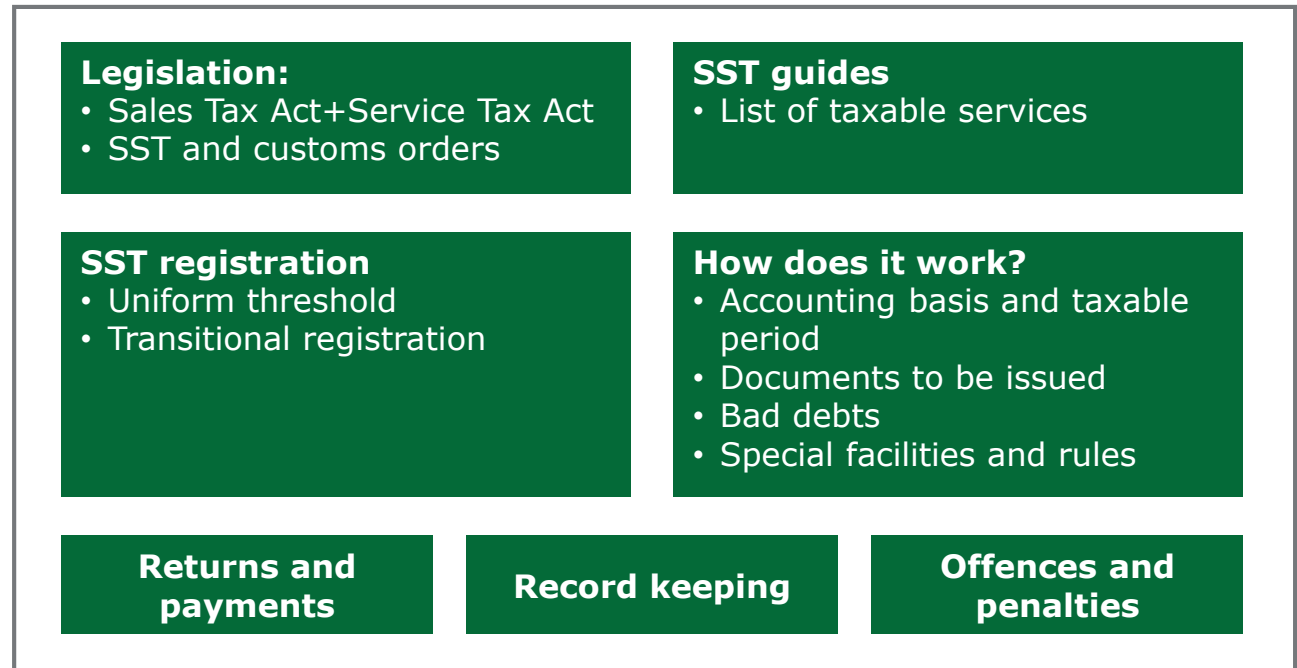 Legislation:
• Sales Tax Act+Service Tax Act
• SST and customs orders
SST guides
• List of taxable services
SST registration
• Uniform threshold
• Transitional registration
How does it work?
• Accounting basis and taxable
period
• Documents to be issued
• Bad debts
• Special facilities and rules
Returns and
payments
Record keeping
Offences and
penalties